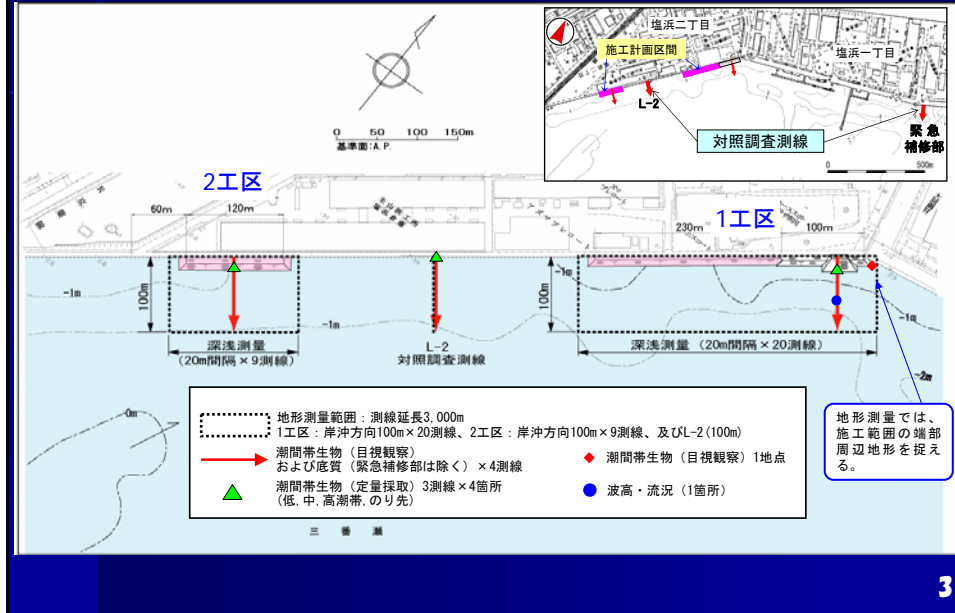 塩浜二丁目
塩浜一丁目
施工計画区間
L-2
対照調査測線
緊急
補修部
0 500m
0 50 100 150m
基準面:A.P.
2工区
1工区
60m
120m
230m
100m
100m
100m
-1m
-1m
-1m
-1m
-2m
0m
深浅測量
(20m間隔×9測線)
L-2
対照調査測線
深浅測量 (20m間隔×20測線)
地形測量範囲:測線延長3,000m
1工区:岸沖方向100m×20測線、2工区:岸沖方向100m×9測線、及びL-2(100m)
潮間帯生物(目視観察)
および底質(緊急補修部は除く)×4測線
潮間帯生物(定量採取)3測線×4箇所
(低,中,高潮帯,のり先)
潮間帯生物(目視観察)1地点
波高・流況(1箇所)
地形測量では、
施工範囲の端部
周辺地形を捉え
る。
三番瀬
3